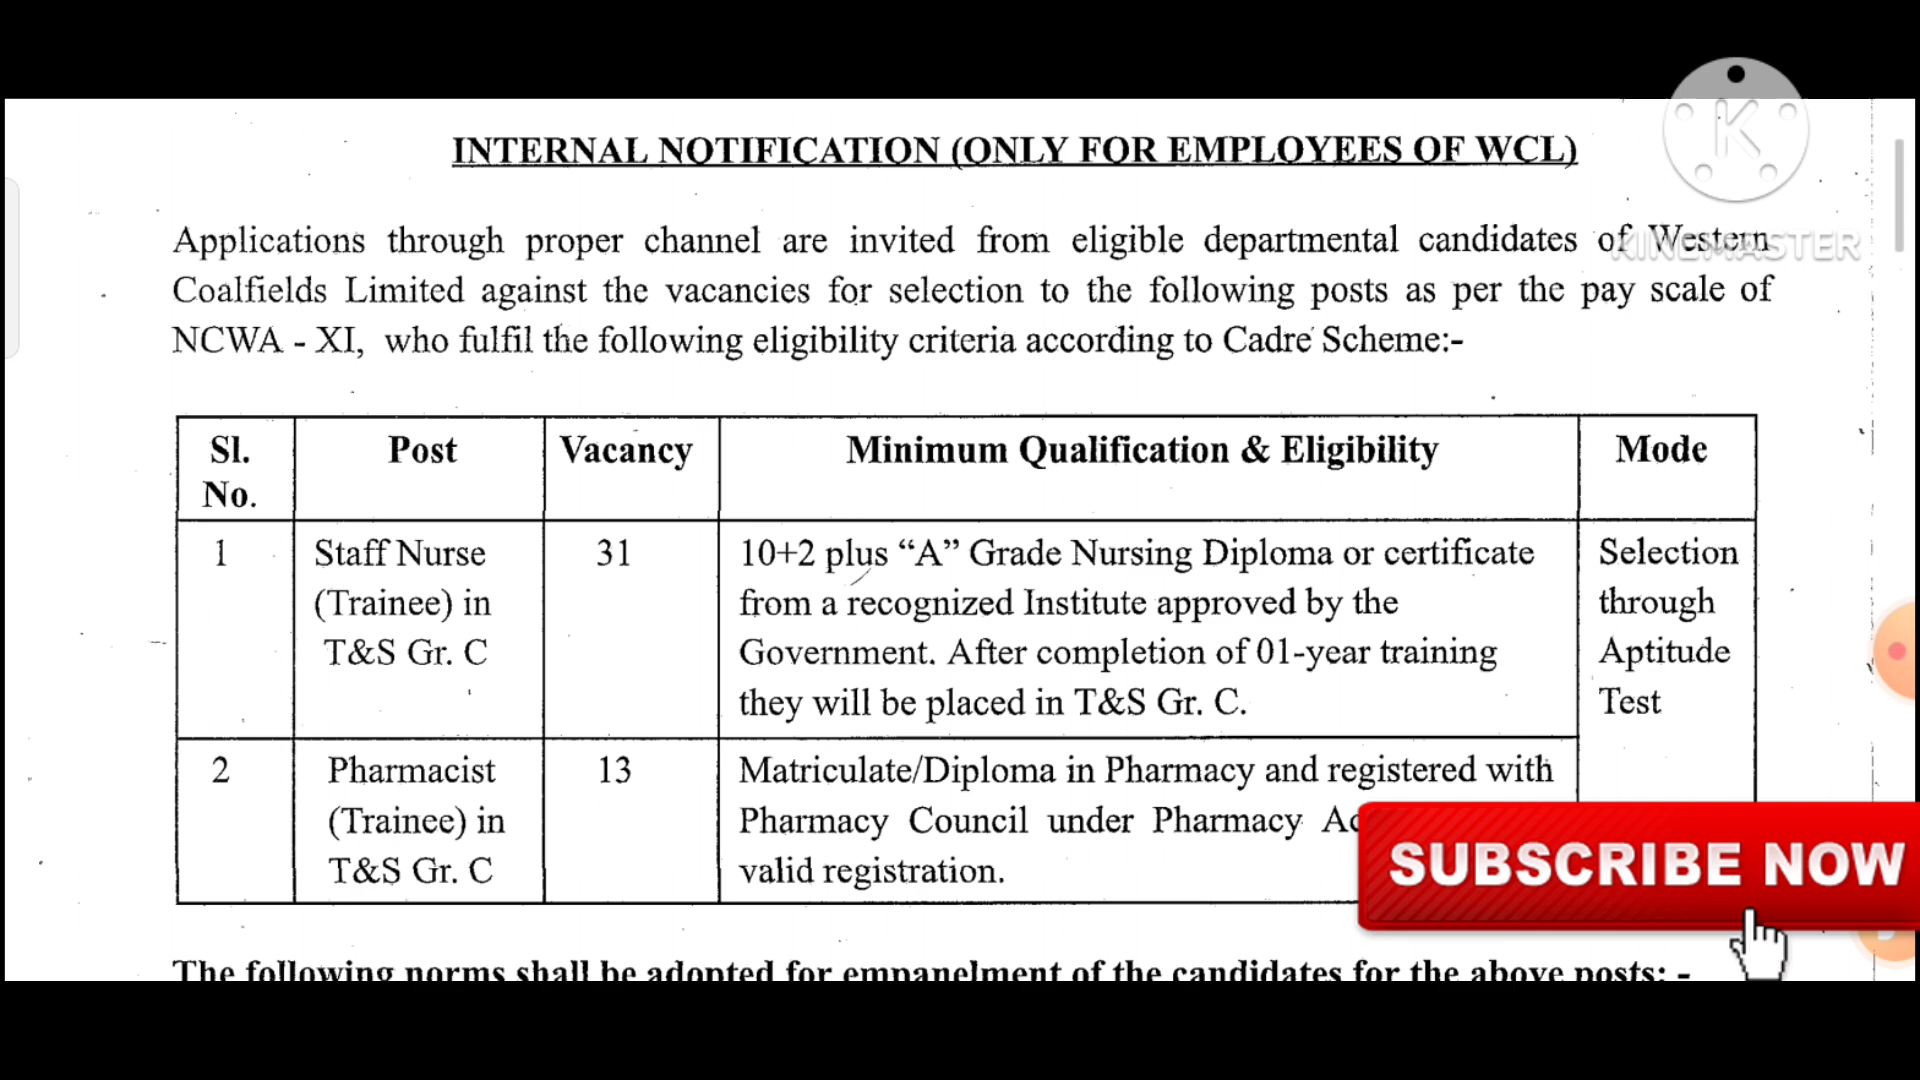 INTERNAL NOTIFICATION (ONLY FOR EMPLOYEES OF WCL)
K
KINEMASTER
Applications through proper channel are invited from eligible departmental candidates of Western
Coalfields Limited against the vacancies for selection to the following posts as per the pay scale of
NCWA - XI, who fulfil the following eligibility criteria according to Cadre Scheme:-
Sl. No. Post Vacancy Minimum Qualification & Eligibility Mode
1 Staff Nurse 31 10+2 plus “A” Grade Nursing Diploma or certificate Selection
(Trainee) in from a recognized Institute approved by the through
T&S Gr. C Government. After completion of 01-year training Aptitude
they will be placed in T&S Gr. C. Test
2 Pharmacist 13 Matriculate/Diploma in Pharmacy and registered with
(Trainee) in Pharmacy Council under Pharmacy
T&S Gr. C valid registration.
SUBSCRIBE NOW
The following norms shall be adopted for empanelment of the candidates for the above posts: -